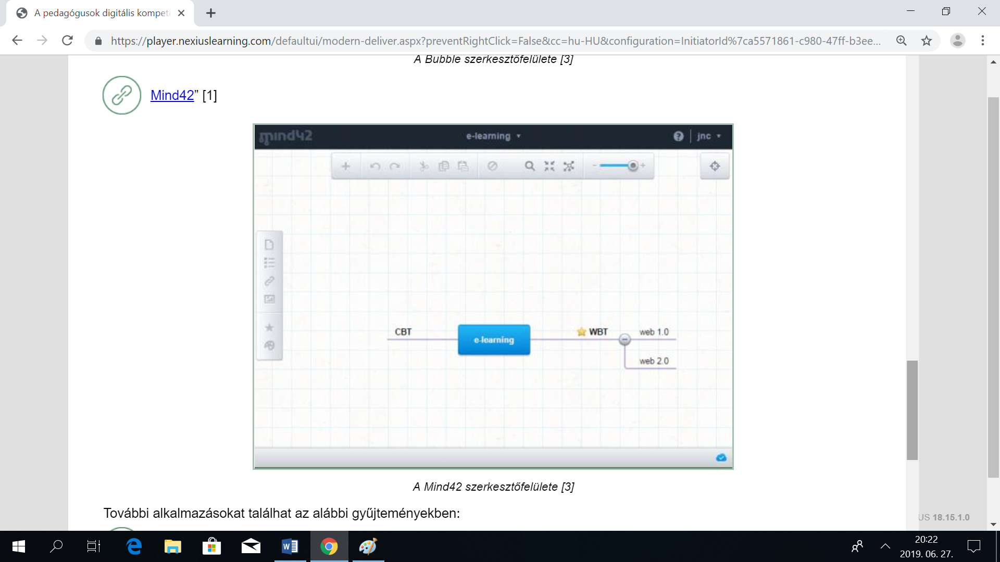 A pedagógusok digitális kompete
https://player.nexiuslearning.com/defaultui/modern-deliver.aspx?preventRightClick=False&cc=hu-HU&configuration=InitiatorId%7ca5571861-c980-47ff-b3ee...
A Bubble szerkesztőfelülete [3]
Mind42” [1]
mind42
e-learning
jnc
CBT
e-learning
WBT
web 1.0
web 2.0
A Mind42 szerkesztőfelülete [3]
További alkalmazásokat találhat az alábbi gyűjteményekben:
US 18.15.1.0
20:22
2019. 06. 27.